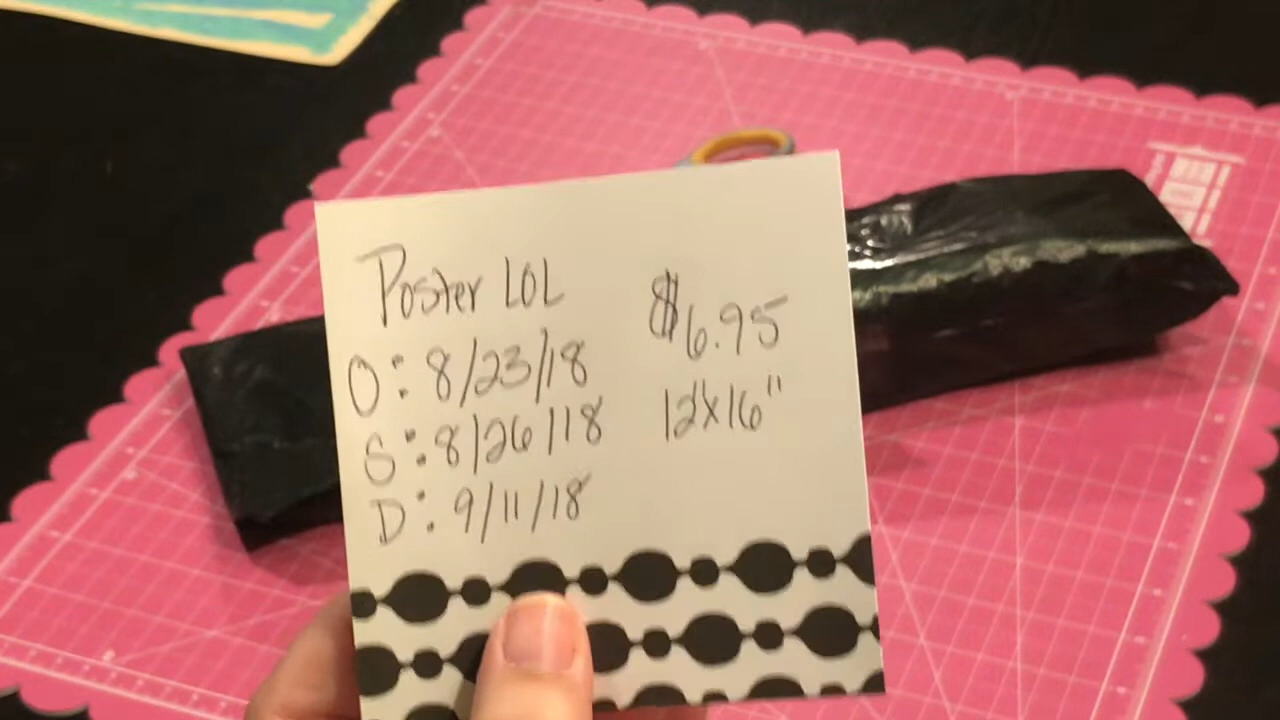 Poster LOL
O: 8/23/18
S: 8/26/18
D: 9/11/18
$6.95
12"x16"